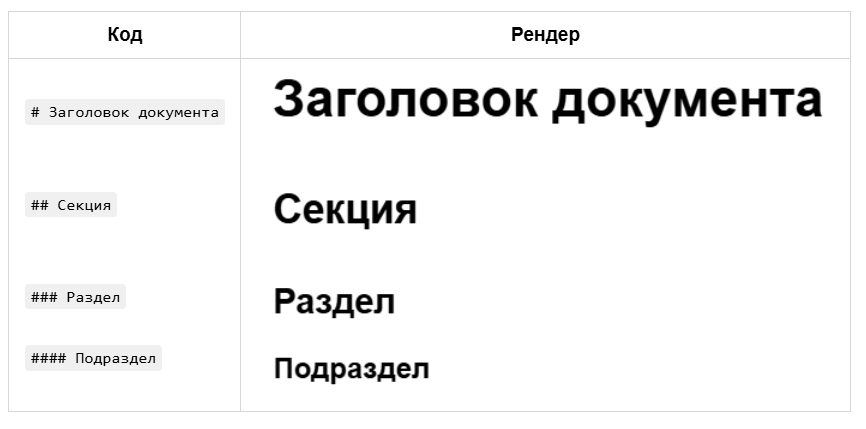 Код Рендер
# Заголовок документа Заголовок документа
## Секция Секция
### Раздел Раздел
#### Подраздел Подраздел